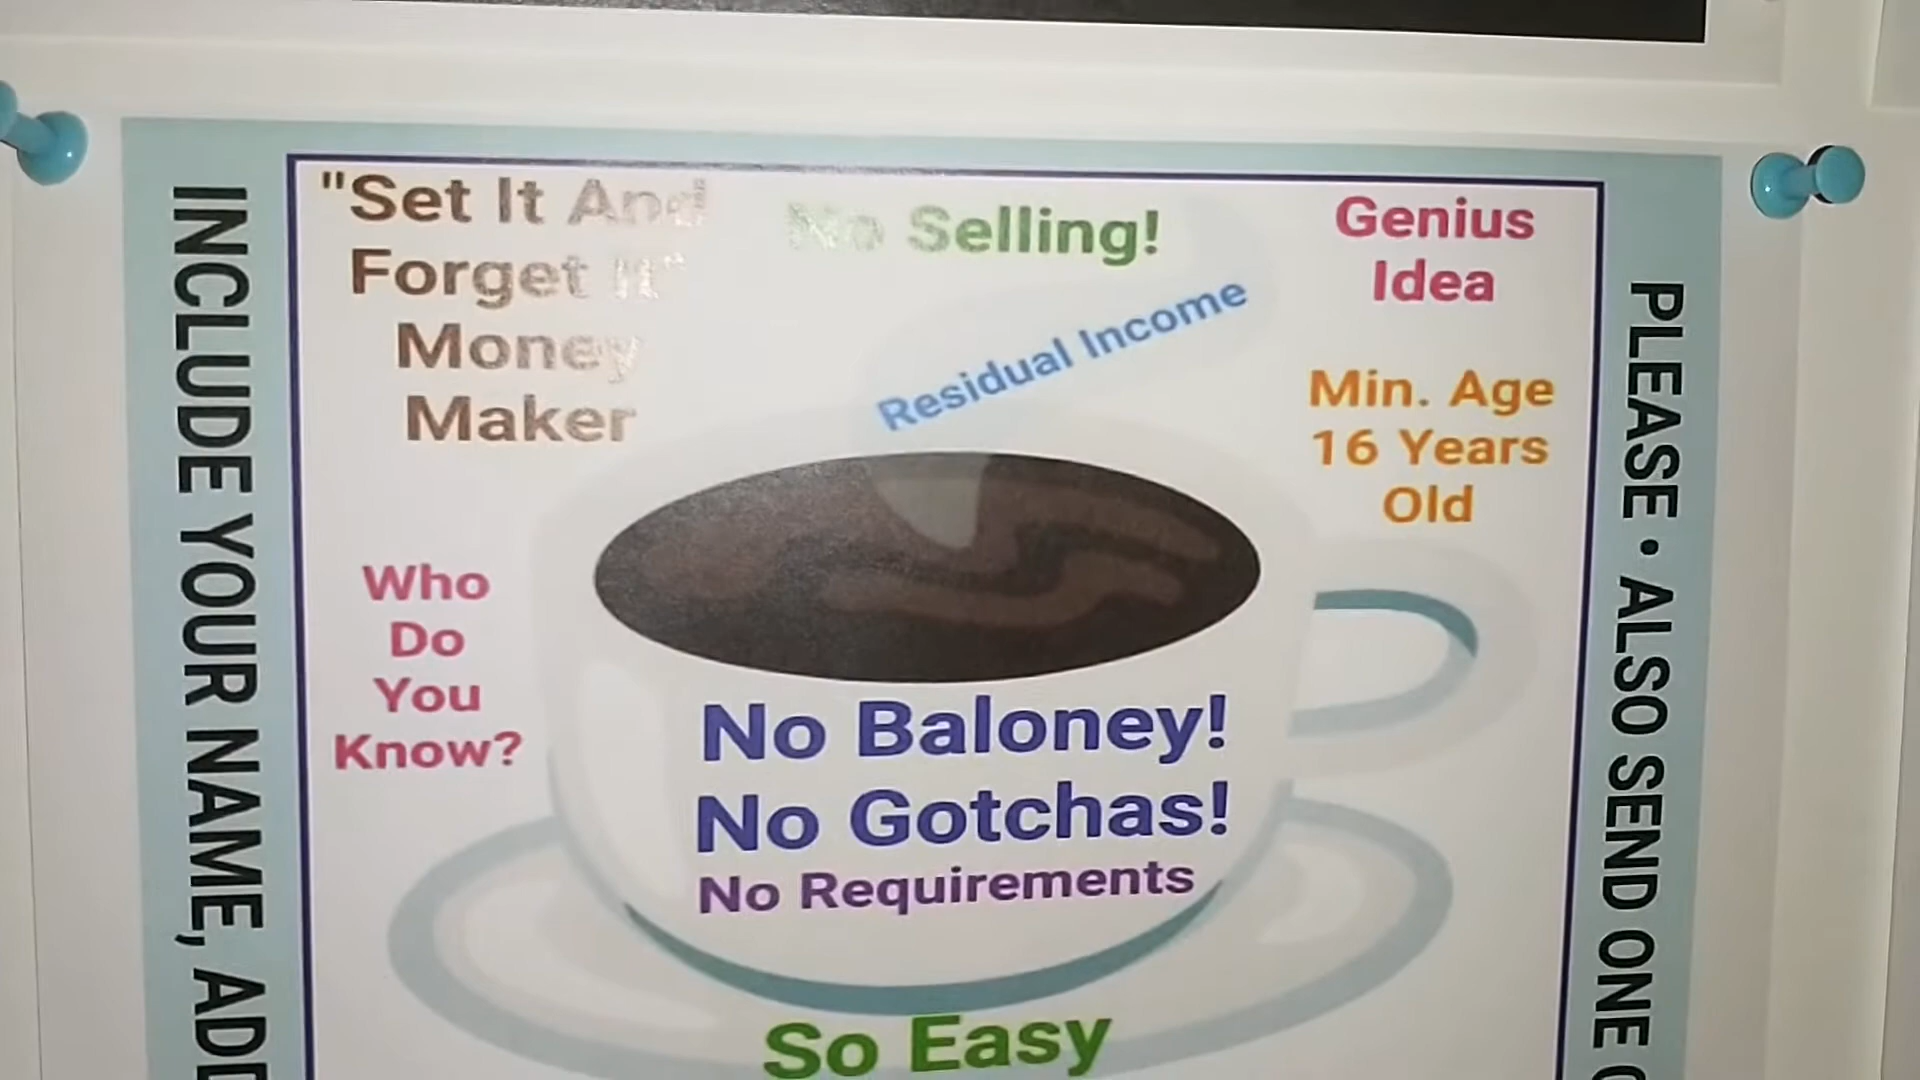 "Set It And
Forget It"
Money
Maker
No Selling!
Genius
Idea
Residual Income
Min. Age
16 Years
Old
Who
Do
You
Know?
No Baloney!
No Gotchas!
No Requirements
So Easy
INCLUDE YOUR NAME,
PLEASE • ALSO SEND ONE